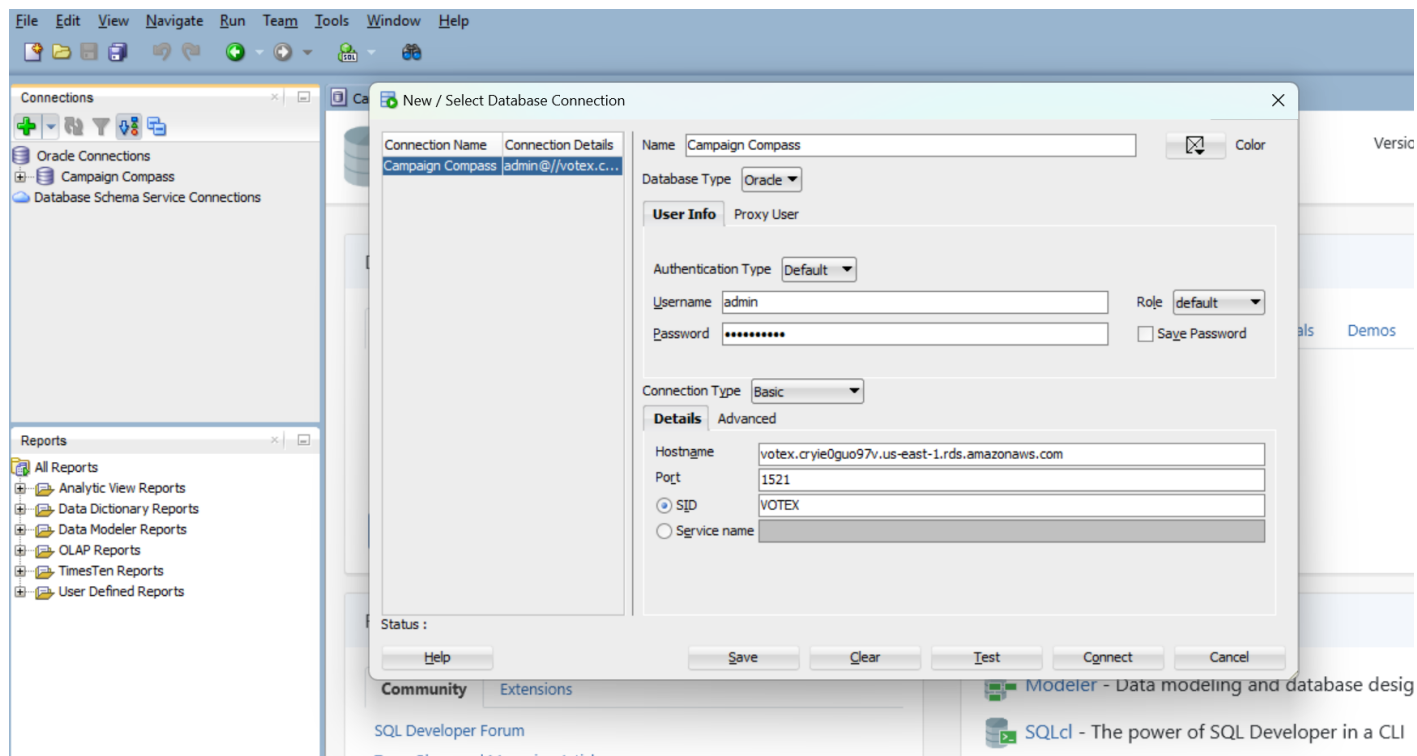 File Edit View Navigate Run Team Tools Window Help
SQL
Connections
Oracle Connections
Campaign Compass
Database Schema Service Connections
Reports
All Reports
Analytic View Reports
Data Dictionary Reports
Data Modeler Reports
OLAP Reports
TimesTen Reports
User Defined Reports
Ca
New / Select Database Connection
Connection Name Connection Details
Campaign Compass admin@//votex.c...
Name Campaign Compass Color
Database Type Oracle
User Info Proxy User
Authentication Type Default
Username admin Role default
Password •••••••••• Save Password
Connection Type Basic
Details Advanced
Hostname votex.cryie0guo97v.us-east-1.rds.amazonaws.com
Port 1521
SID VOTEX
Service name
Status :
Help Save Clear Test Connect Cancel
Versio
als Demos
Community Extensions
SQL Developer Forum
Modeler - Data modeling and database desig
SQLcl - The power of SQL Developer in a CLI